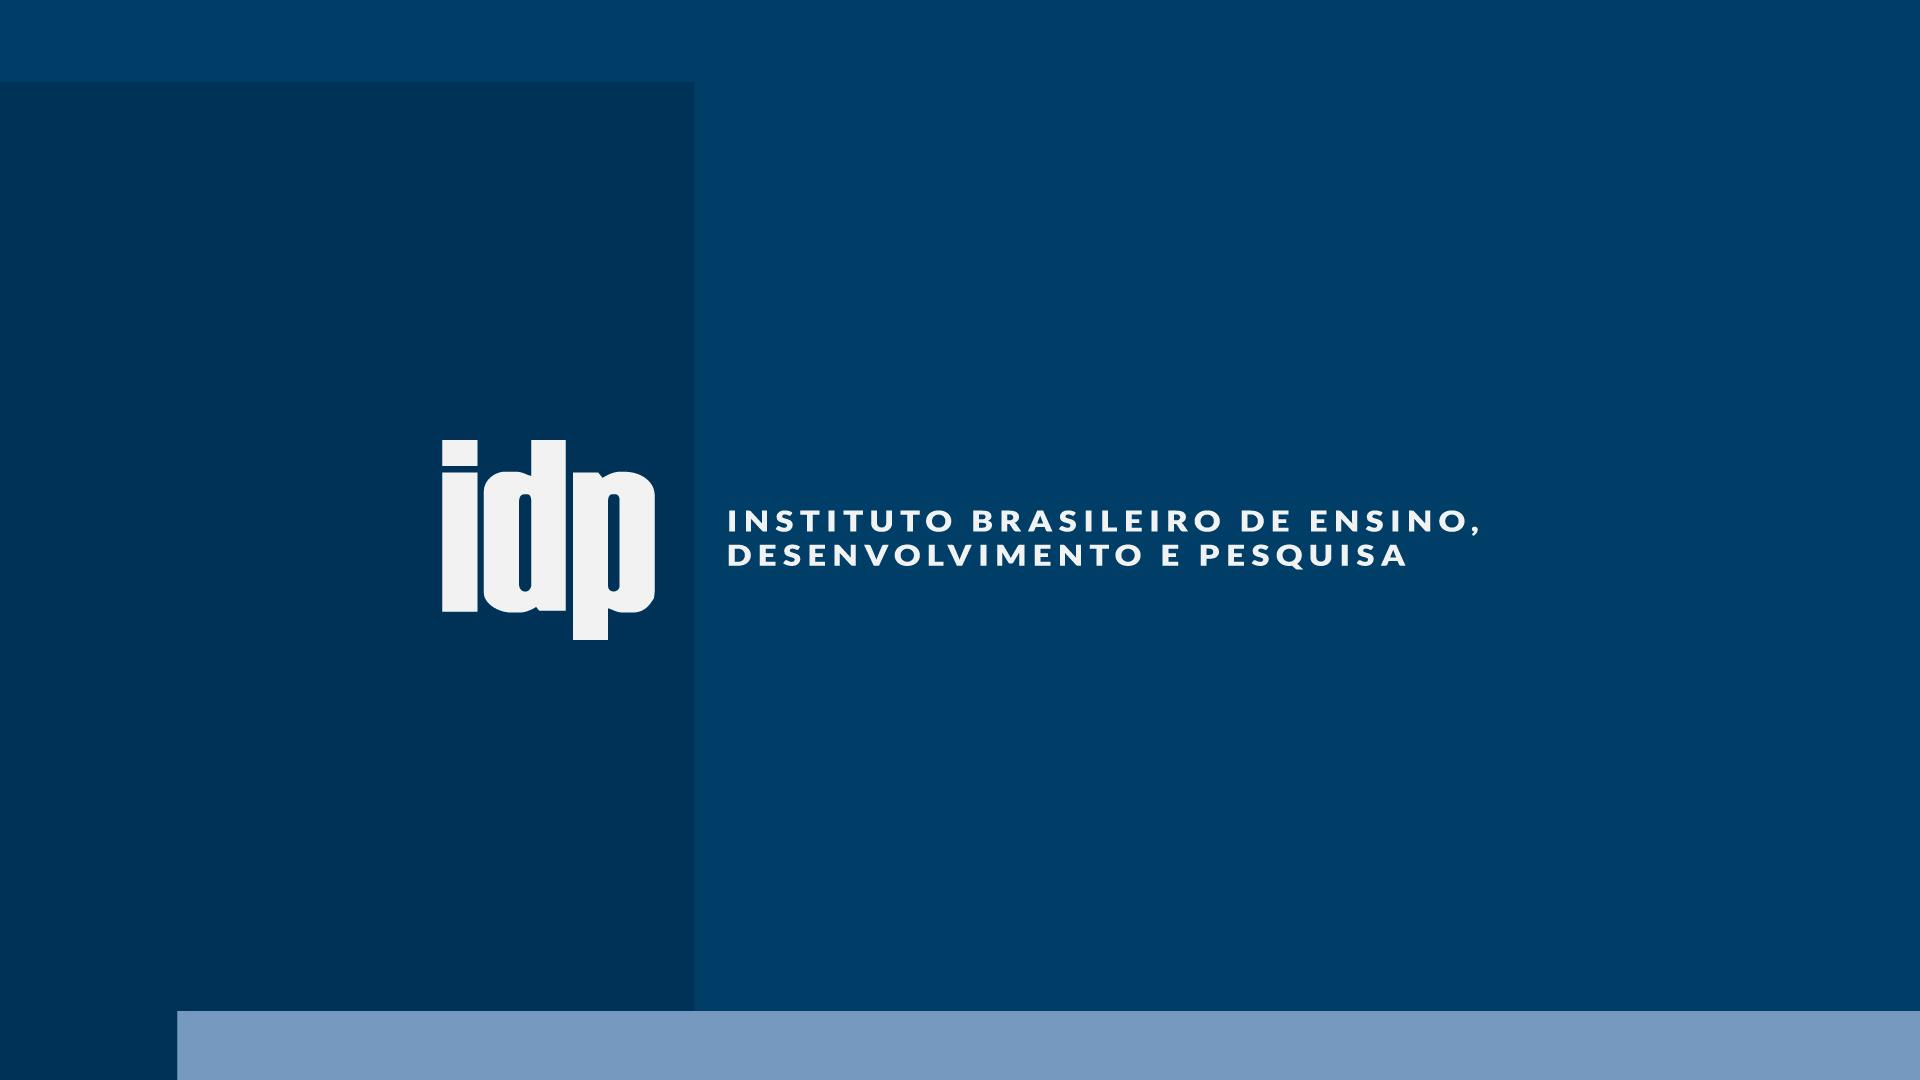 idp
INSTITUTO BRASILEIRO DE ENSINO,
DESENVOLVIMENTO E PESQUISA